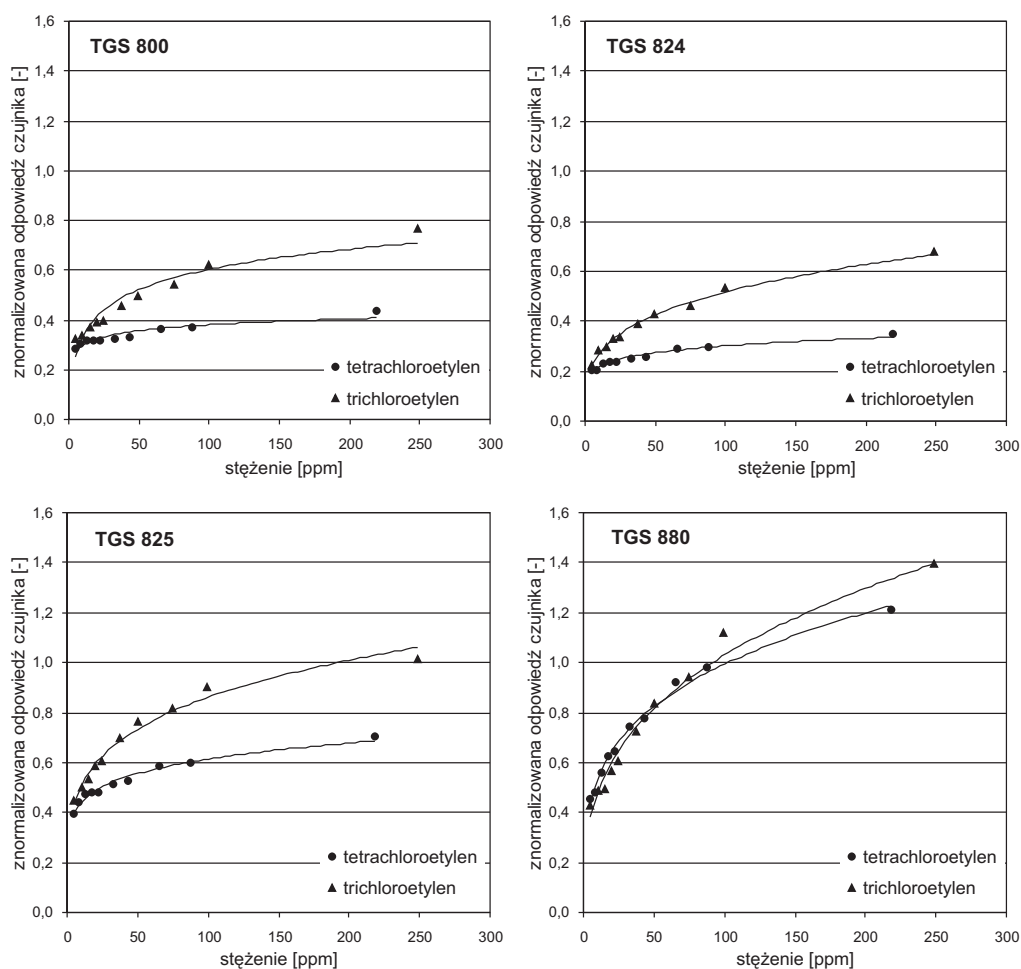 TGS 800
znormalizowana odpowiedź czujnika [-]
1,6
1,4
1,2
1,0
0,8
0,6
0,4
0,2
0,0
tetrachloroetylen
trichloroetylen
0 50 100 150 200 250 300
stężenie [ppm]
TGS 824
znormalizowana odpowiedź czujnika [-]
1,6
1,4
1,2
1,0
0,8
0,6
0,4
0,2
0,0
tetrachloroetylen
trichloroetylen
0 50 100 150 200 250 300
stężenie [ppm]
TGS 825
znormalizowana odpowiedź czujnika [-]
1,6
1,4
1,2
1,0
0,8
0,6
0,4
0,2
0,0
tetrachloroetylen
trichloroetylen
0 50 100 150 200 250 300
stężenie [ppm]
TGS 880
znormalizowana odpowiedź czujnika [-]
1,6
1,4
1,2
1,0
0,8
0,6
0,4
0,2
0,0
tetrachloroetylen
trichloroetylen
0 50 100 150 200 250 300
stężenie [ppm]